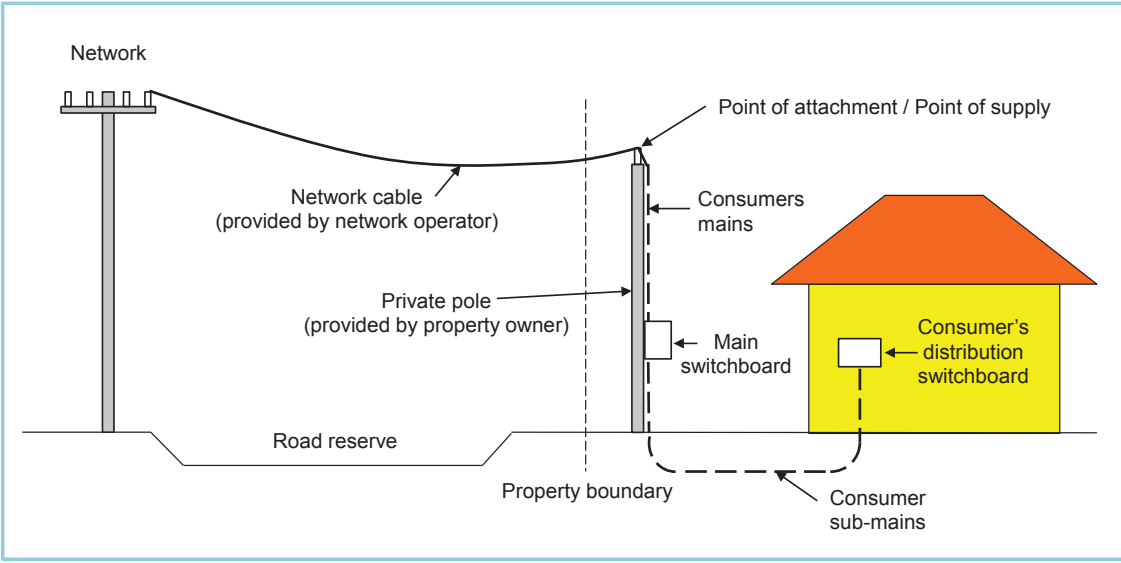 Network
Point of attachment / Point of supply
Network cable
(provided by network operator)
Consumers
mains
Private pole
(provided by property owner)
Main
switchboard
Consumer’s
distribution
switchboard
Road reserve
Property boundary
Consumer
sub-mains